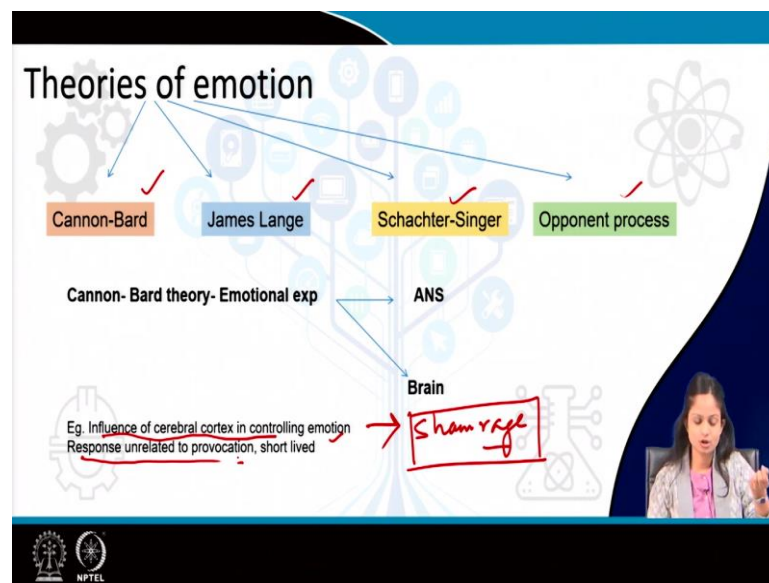 Theories of emotion
Cannon-Bard
James Lange
Schachter-Singer
Opponent process
Cannon- Bard theory- Emotional exp
ANS
Brain
Eg. Influence of cerebral cortex in controlling emotion
Response unrelated to provocation, short lived
Sham rage
NPTEL